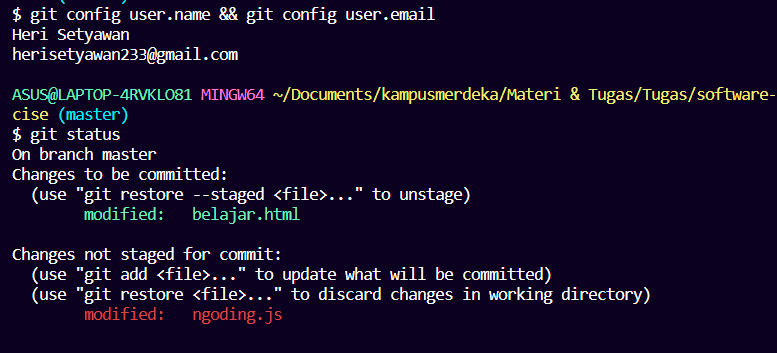 $ git config user.name && git config user.email
Heri Setyawan
herisetyawan233@gmail.com
ASUS@LAPTOP-4RVKLO81 MINGW64 ~/Documents/kampusmerdeka/Materi & Tugas/Tugas/software-
cise (master)
$ git status
On branch master
Changes to be committed:
  (use "git restore --staged <file>..." to unstage)
        modified:   belajar.html
Changes not staged for commit:
  (use "git add <file>..." to update what will be committed)
  (use "git restore <file>..." to discard changes in working directory)
        modified:   ngoding.js